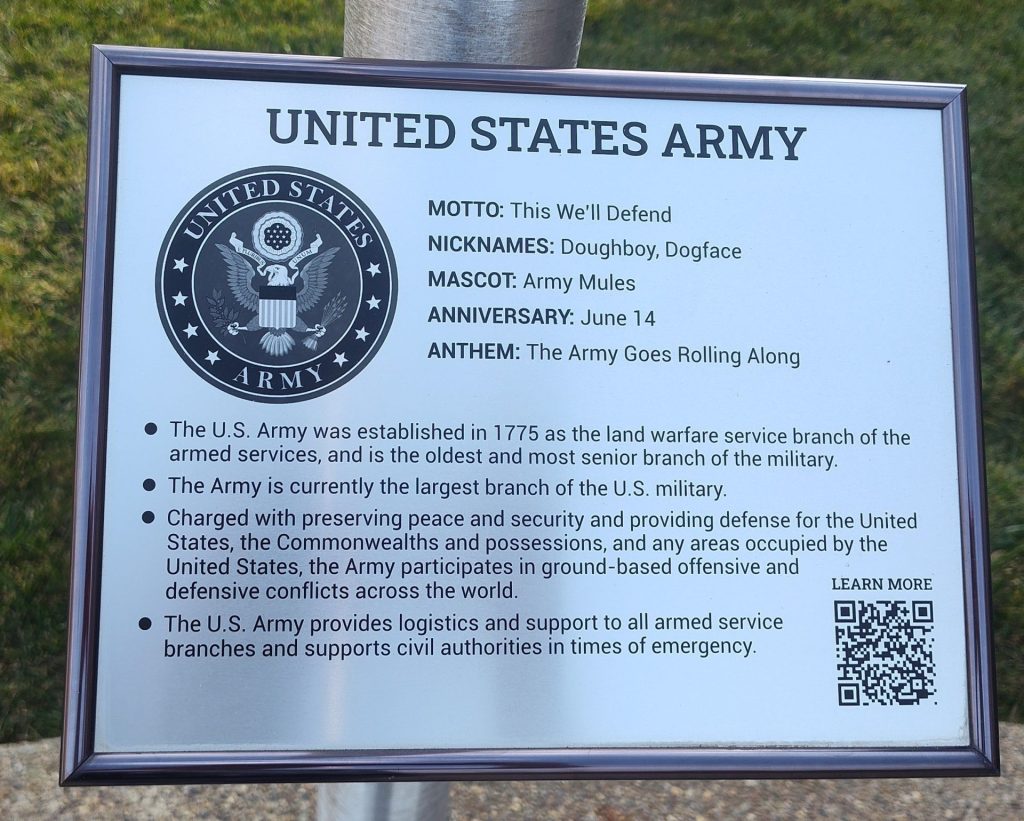 UNITED STATES ARMY
UNITED STATES
ARMY
MOTTO: This We'll Defend
NICKNAMES: Doughboy, Dogface
MASCOT: Army Mules
ANNIVERSARY: June 14
ANTHEM: The Army Goes Rolling Along
• The U.S. Army was established in 1775 as the land warfare service branch of the
armed services, and is the oldest and most senior branch of the military.
• The Army is currently the largest branch of the U.S. military.
• Charged with preserving peace and security and providing defense for the United
States, the Commonwealths and possessions, and any areas occupied by the
United States, the Army participates in ground-based offensive and
defensive conflicts across the world.
• The U.S. Army provides logistics and support to all armed service
branches and supports civil authorities in times of emergency.
LEARN MORE